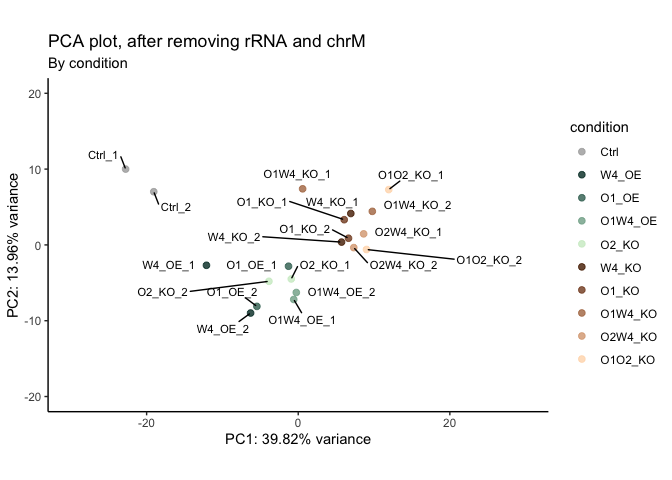 PCA plot, after removing rRNA and chrM
By condition
20
10
0
-10
-20
PC2: 13.96% variance
Ctrl_1
Ctrl_2
O1W4_KO_1
O1O2_KO_1
O1_KO_1
W4_KO_1
O1W4_KO_2
O1_KO_2
O2W4_KO_1
W4_KO_2
O1O2_KO_2
W4_OE_1
O1_OE_1
O2_KO_1
O2W4_KO_2
O2_KO_2
O1_OE_2
O1W4_OE_2
W4_OE_2
O1W4_OE_1
-20
0
20
PC1: 39.82% variance
condition
Ctrl
W4_OE
O1_OE
O1W4_OE
O2_KO
W4_KO
O1_KO
O1W4_KO
O2W4_KO
O1O2_KO